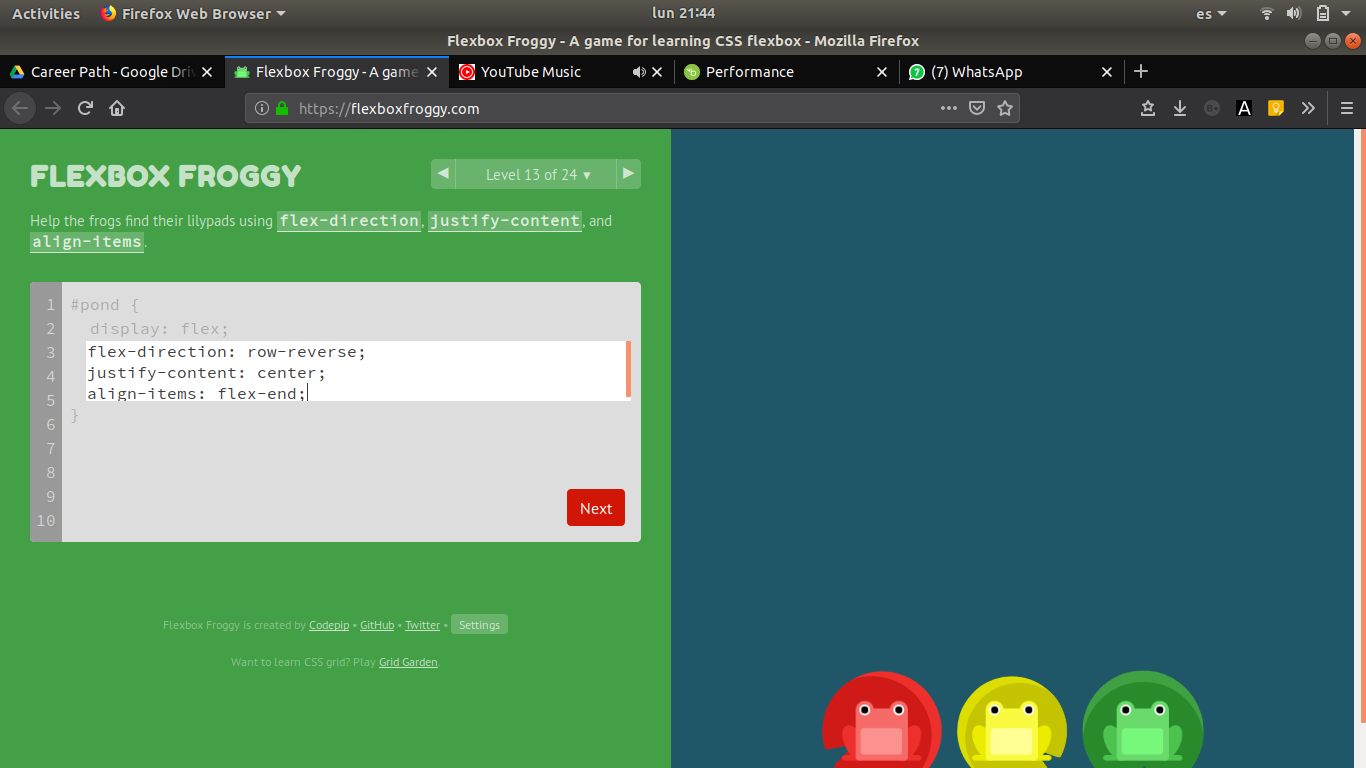 Activities Firefox Web Browser lun 21:44 es
Flexbox Froggy - A game for learning CSS flexbox - Mozilla Firefox
Career Path - Google Driv Flexbox Froggy - A game YouTube Music Performance (7) WhatsApp
https://flexboxfroggy.com
FLEXBOX FROGGY
Level 13 of 24
Help the frogs find their lilypads using flex-direction, justify-content, and
align-items.
1 #pond {
2 display: flex;
3 flex-direction: row-reverse;
4 justify-content: center;
5 align-items: flex-end;
6 }
7
8
9
10
Next
Flexbox Froggy is created by Codepip • GitHub • Twitter • Settings
Want to learn CSS grid? Play Grid Garden.